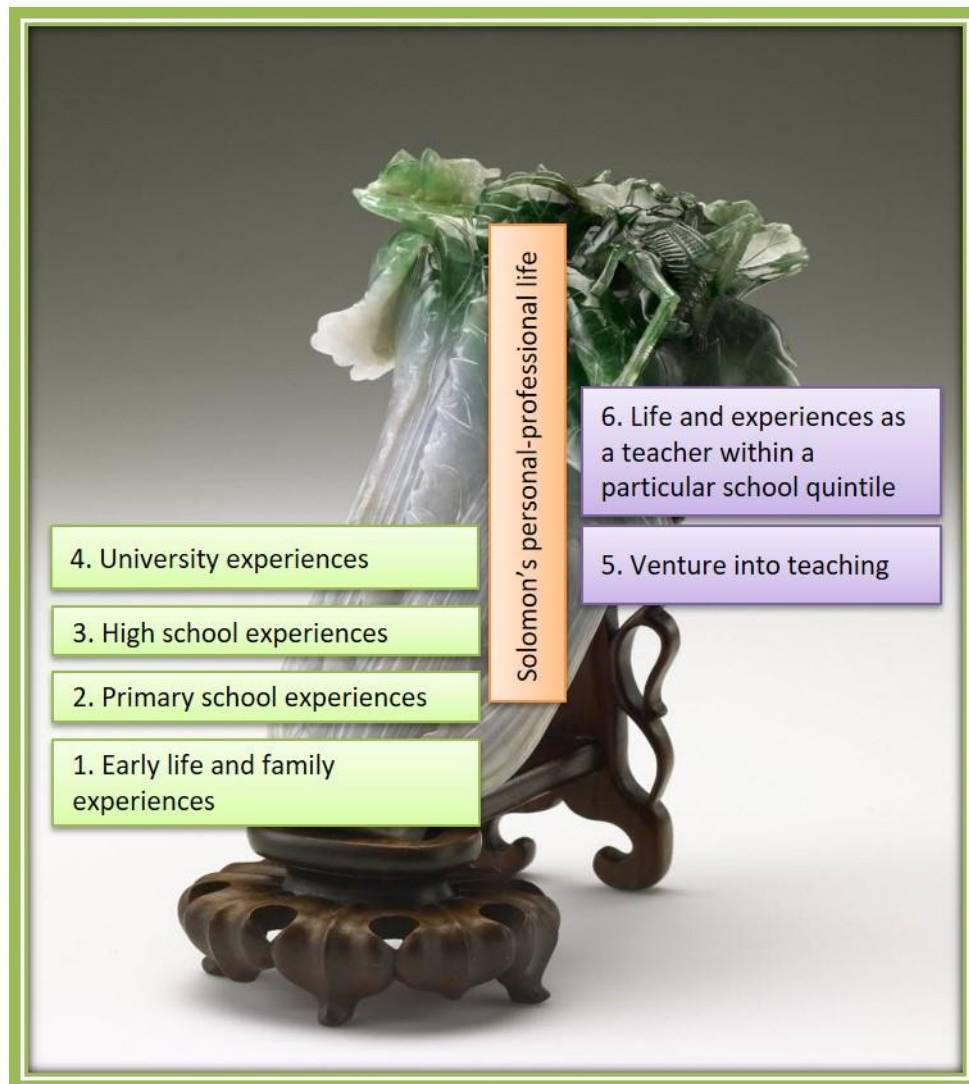 Solomon's personal-professional life
6. Life and experiences as
a teacher within a
particular school quintile
5. Venture into teaching
4. University experiences
3. High school experiences
2. Primary school experiences
1. Early life and family
experiences